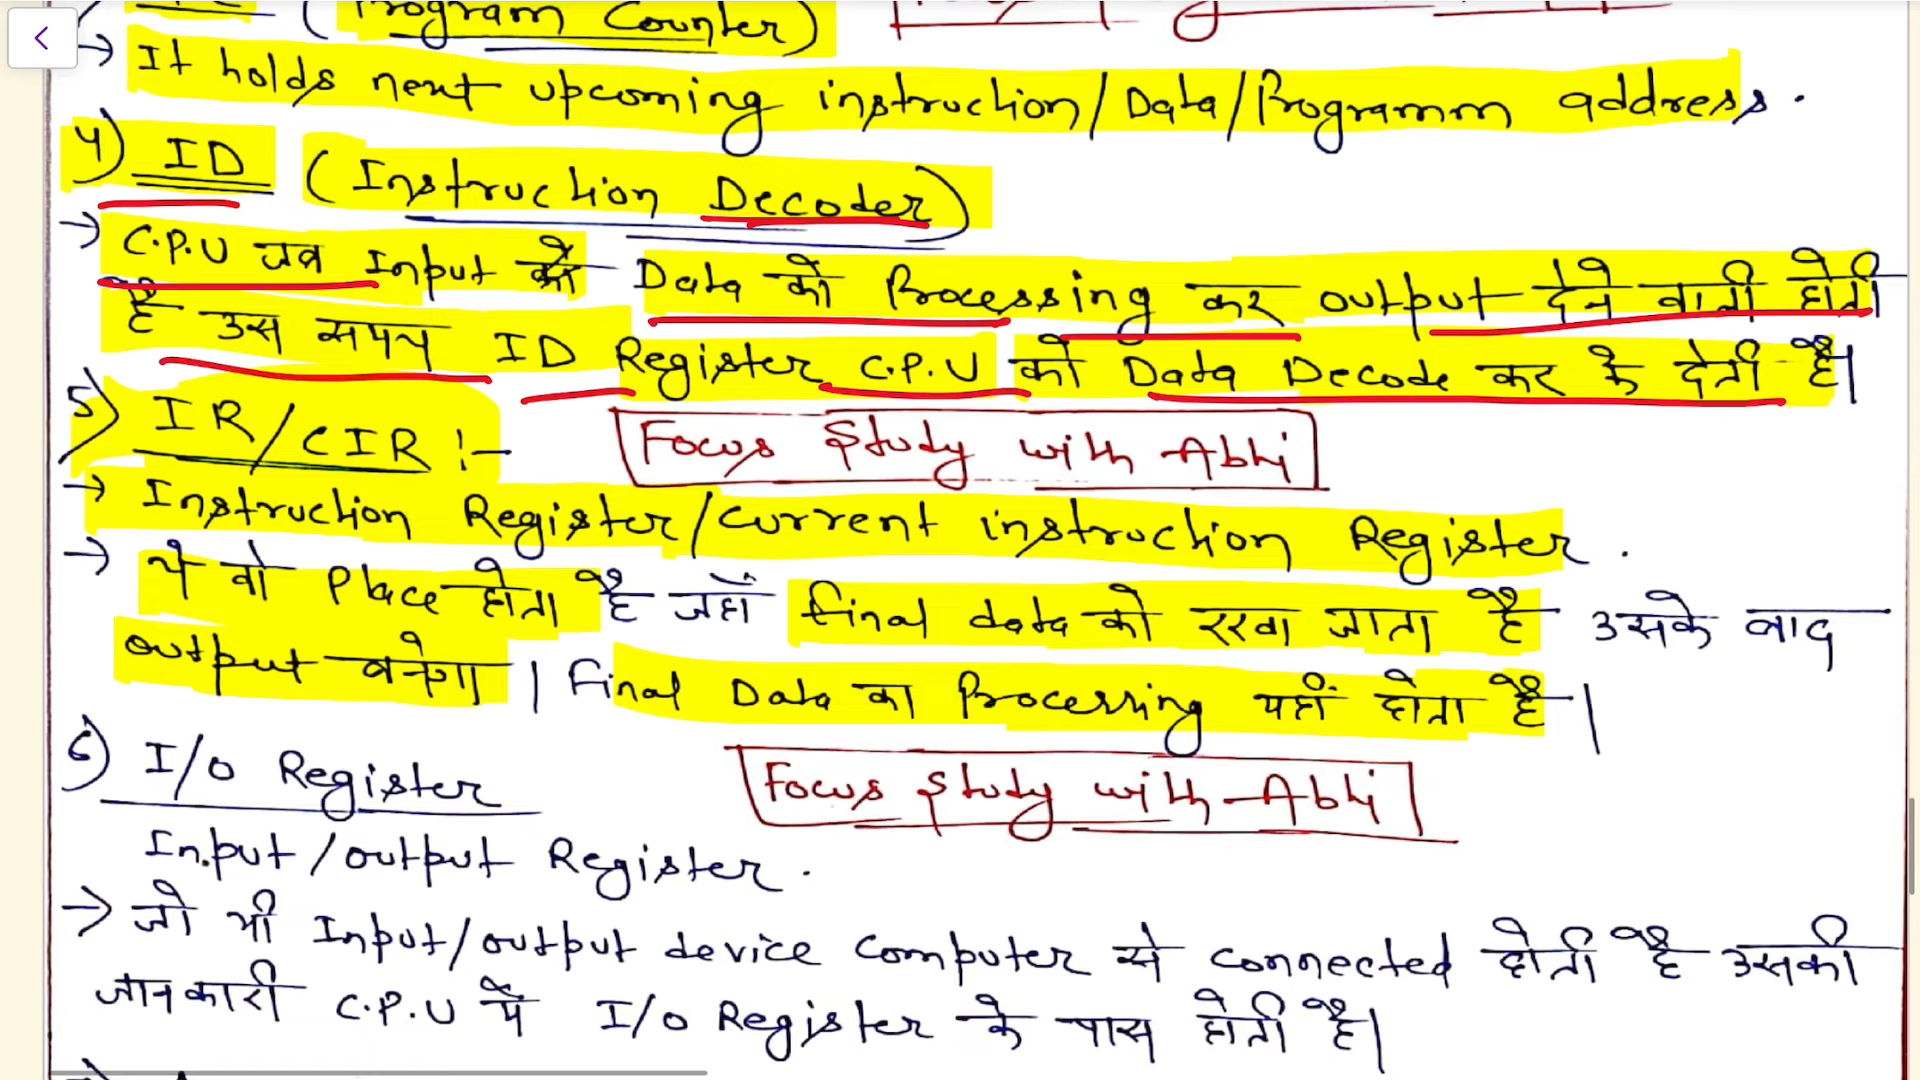 (Program Counter)
→ It holds next upcoming instruction/Data/Programm address.
4) ID (Instruction Decoder)
→ C.P.U जब Input की Data को Processing कर output देने वाली होती
है उस समय ID Register C.P.U को Data Decode कर के देती है।
5) IR/CIR :-
Focus Study with Abhi
→ Instruction Register/current instruction Register.
→ ये वो Place होता है जहाँ final data को रखा जाता है उसके बाद
output बनेगा। Final Data का Processing यहाँ होता है।
6) I/O Register
Focus Study with Abhi
Input/output Register.
→ जो भी Input/output device computer से connected होती है उसकी
जानकारी C.P.U में I/O Register के पास होती है।